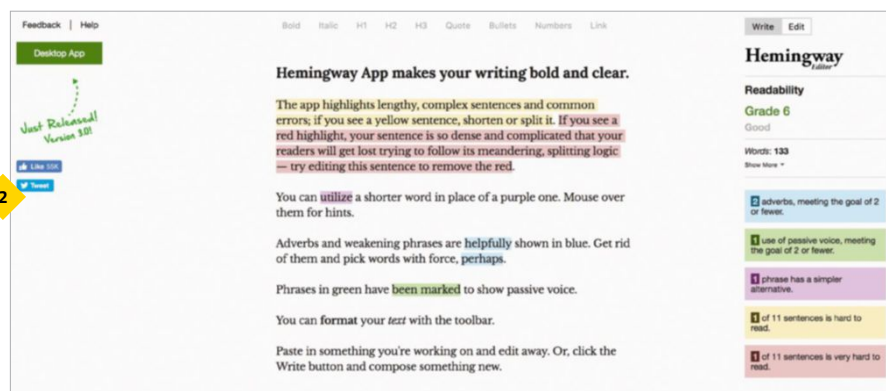 Feedback | Help
Desktop App
Just Released!
Version 3.0!
Like 55K
Tweet
2
Bold Italic H1 H2 H3 Quote Bullets Numbers Link
Hemingway App makes your writing bold and clear.
The app highlights lengthy, complex sentences and common
errors; if you see a yellow sentence, shorten or split it. If you see a
red highlight, your sentence is so dense and complicated that your
readers will get lost trying to follow its meandering, splitting logic
— try editing this sentence to remove the red.
You can utilize a shorter word in place of a purple one. Mouse over
them for hints.
Adverbs and weakening phrases are helpfully shown in blue. Get rid
of them and pick words with force, perhaps.
Phrases in green have been marked to show passive voice.
You can format your text with the toolbar.
Paste in something you're working on and edit away. Or, click the
Write button and compose something new.
Write Edit
Hemingway
Editor
Readability
Grade 6
Good
Words: 133
Show More
2 adverbs, meeting the goal of 2
or fewer.
1 use of passive voice, meeting
the goal of 2 or fewer.
1 phrase has a simpler
alternative.
1 of 11 sentences is hard to
read.
1 of 11 sentences is very hard to
read.